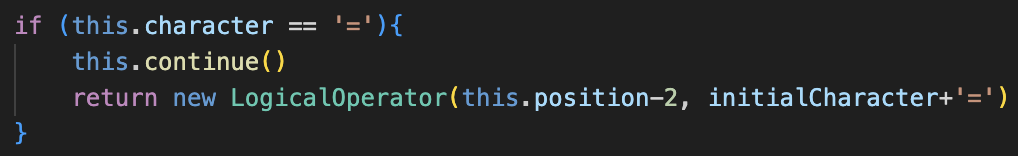 if (this.character == '='){
    this.continue()
    return new LogicalOperator(this.position-2, initialCharacter+'=')
}